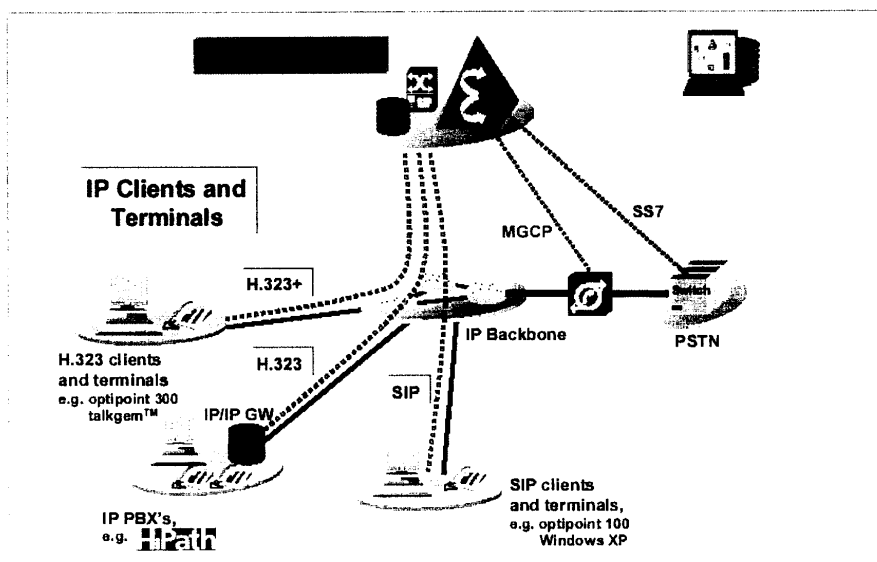 IP Clients and
Terminals
SS7
MGCP
H.323+
Switch
IP Backbone
PSTN
H.323 clients
and terminals
e.g. optipoint 300
talkgem™
H.323
SIP
IP/IP GW
SIP clients
and terminals,
e.g. optipoint 100
Windows XP
IP PBX's,
e.g. HiPath